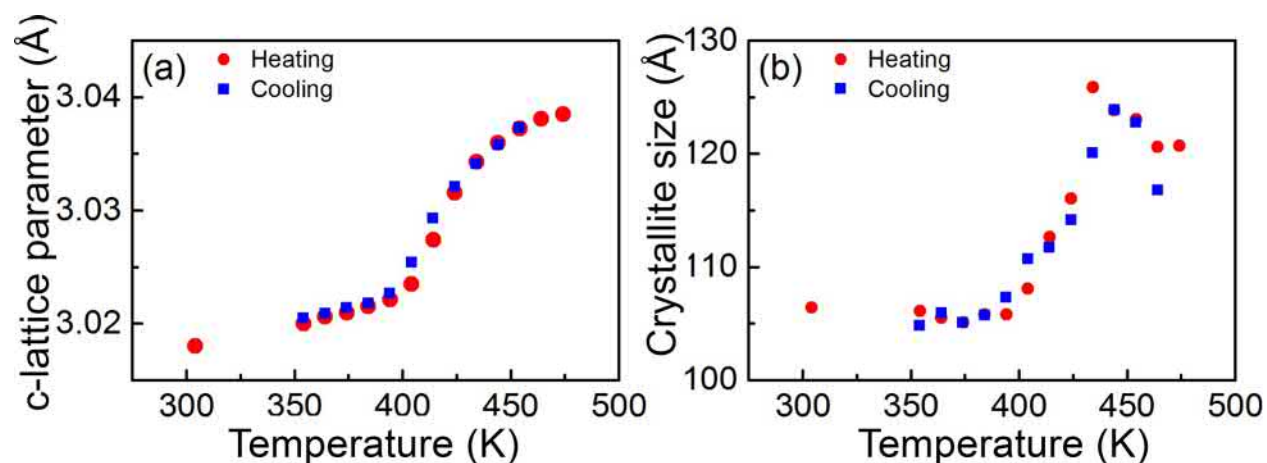 (a)
Heating
Cooling
3.04
3.03
3.02
300
350
400
450
500
c-lattice parameter (Å)
Temperature (K)
(b)
Heating
Cooling
130
120
110
100
300
350
400
450
500
Crystallite size (Å)
Temperature (K)